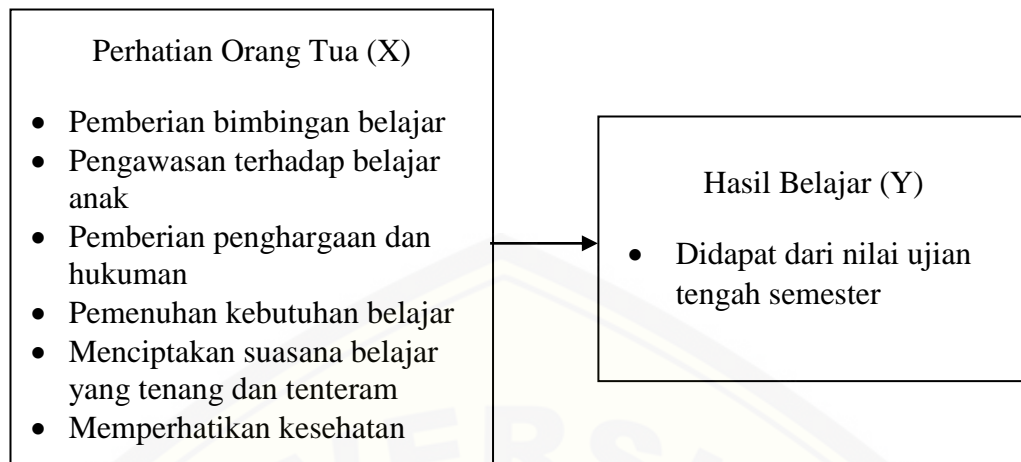 Perhatian Orang Tua (X)
• Pemberian bimbingan belajar
• Pengawasan terhadap belajar
anak
• Pemberian penghargaan dan
hukuman
• Pemenuhan kebutuhan belajar
• Menciptakan suasana belajar
yang tenang dan tenteram
• Memperhatikan kesehatan
Hasil Belajar (Y)
• Didapat dari nilai ujian
tengah semester